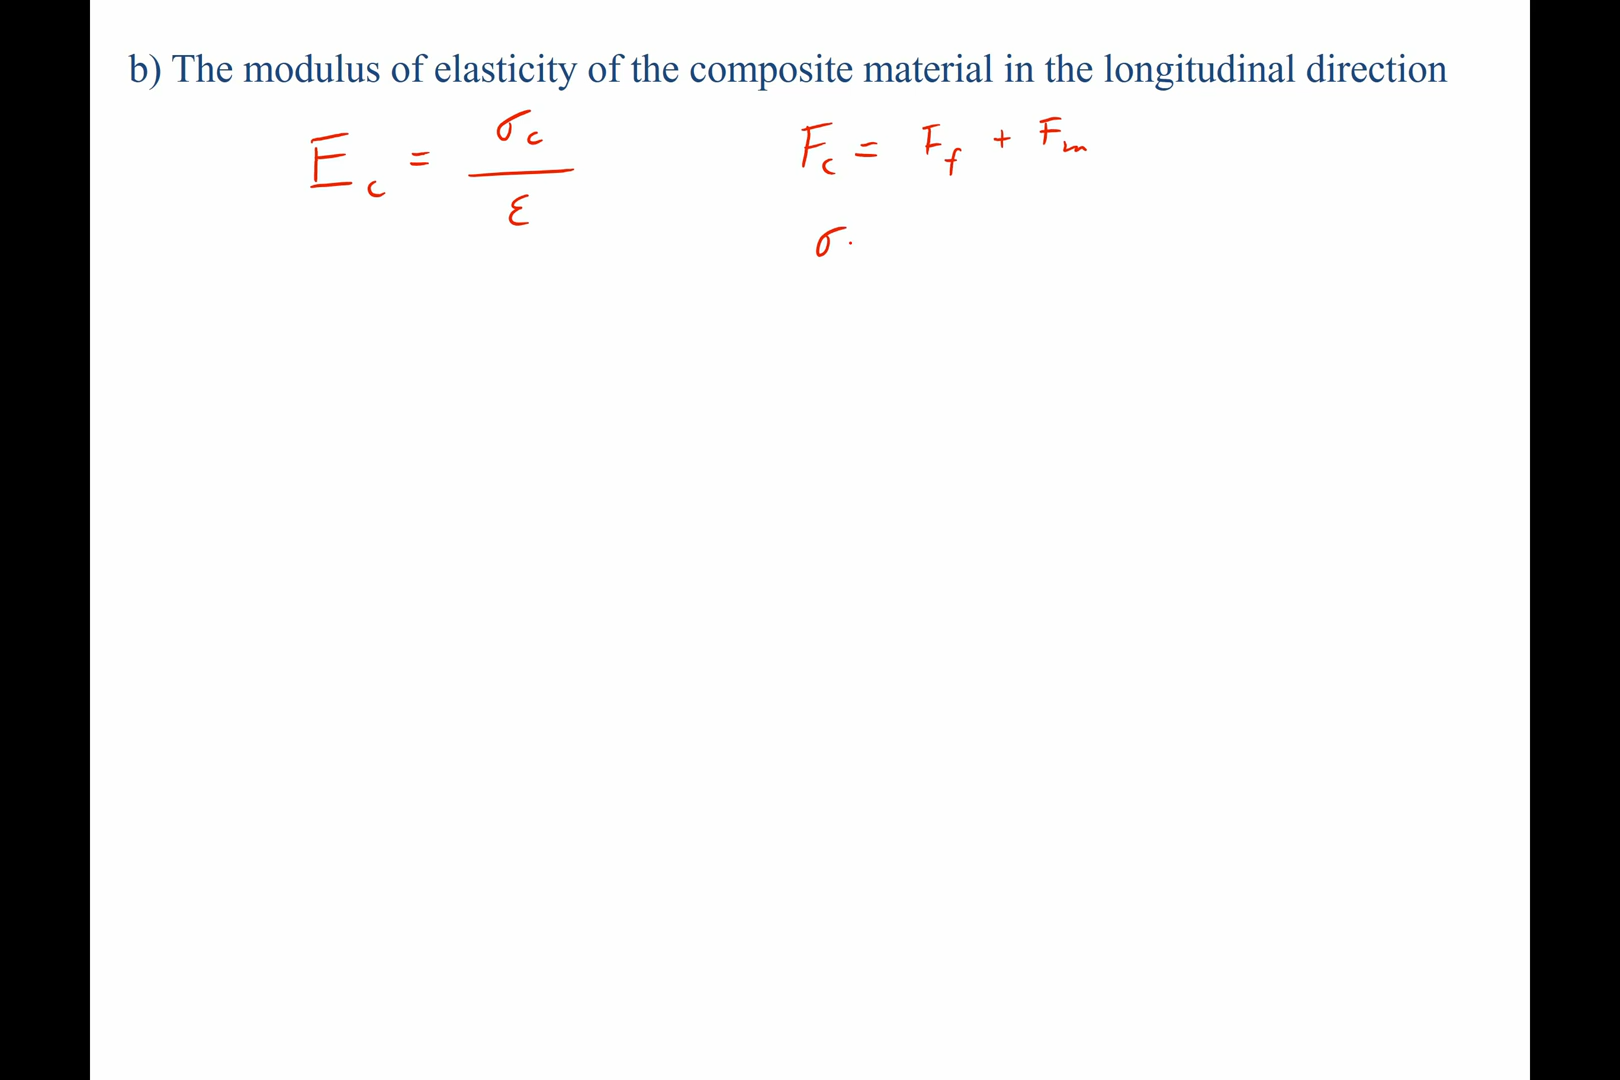 b) The modulus of elasticity of the composite material in the longitudinal direction
E_c = σ_c / ε
F_c = F_f + F_m
σ